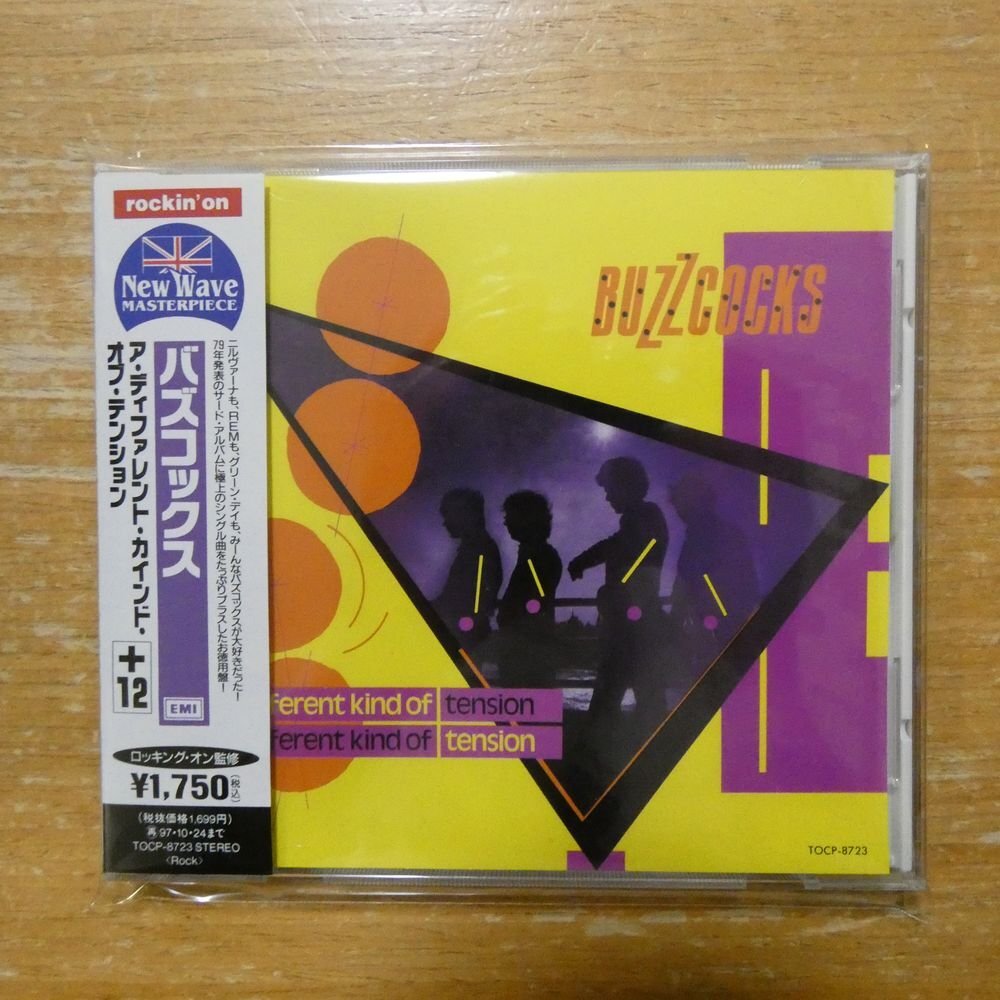 rockin'on
New Wave
MASTERPIECE
バズコックス
ア・ディファレント・カインド・
オブ・テンション
+12
ニルヴァーナも、REMも、グリーン・デイも、みーんなバズコックスが大好きだった!
79年発表のサード・アルバムに極上のシングル曲をたっぷりプラスしたお徳用盤!
EMI
ロッキング・オン監修
¥1,750(税込)
(税抜価格1,699円)
再 97・10・24まで
TOCP-8723 STEREO
〈Rock〉
BUZZCOCKS
ferent kind of tension
ferent kind of tension
TOCP-8723